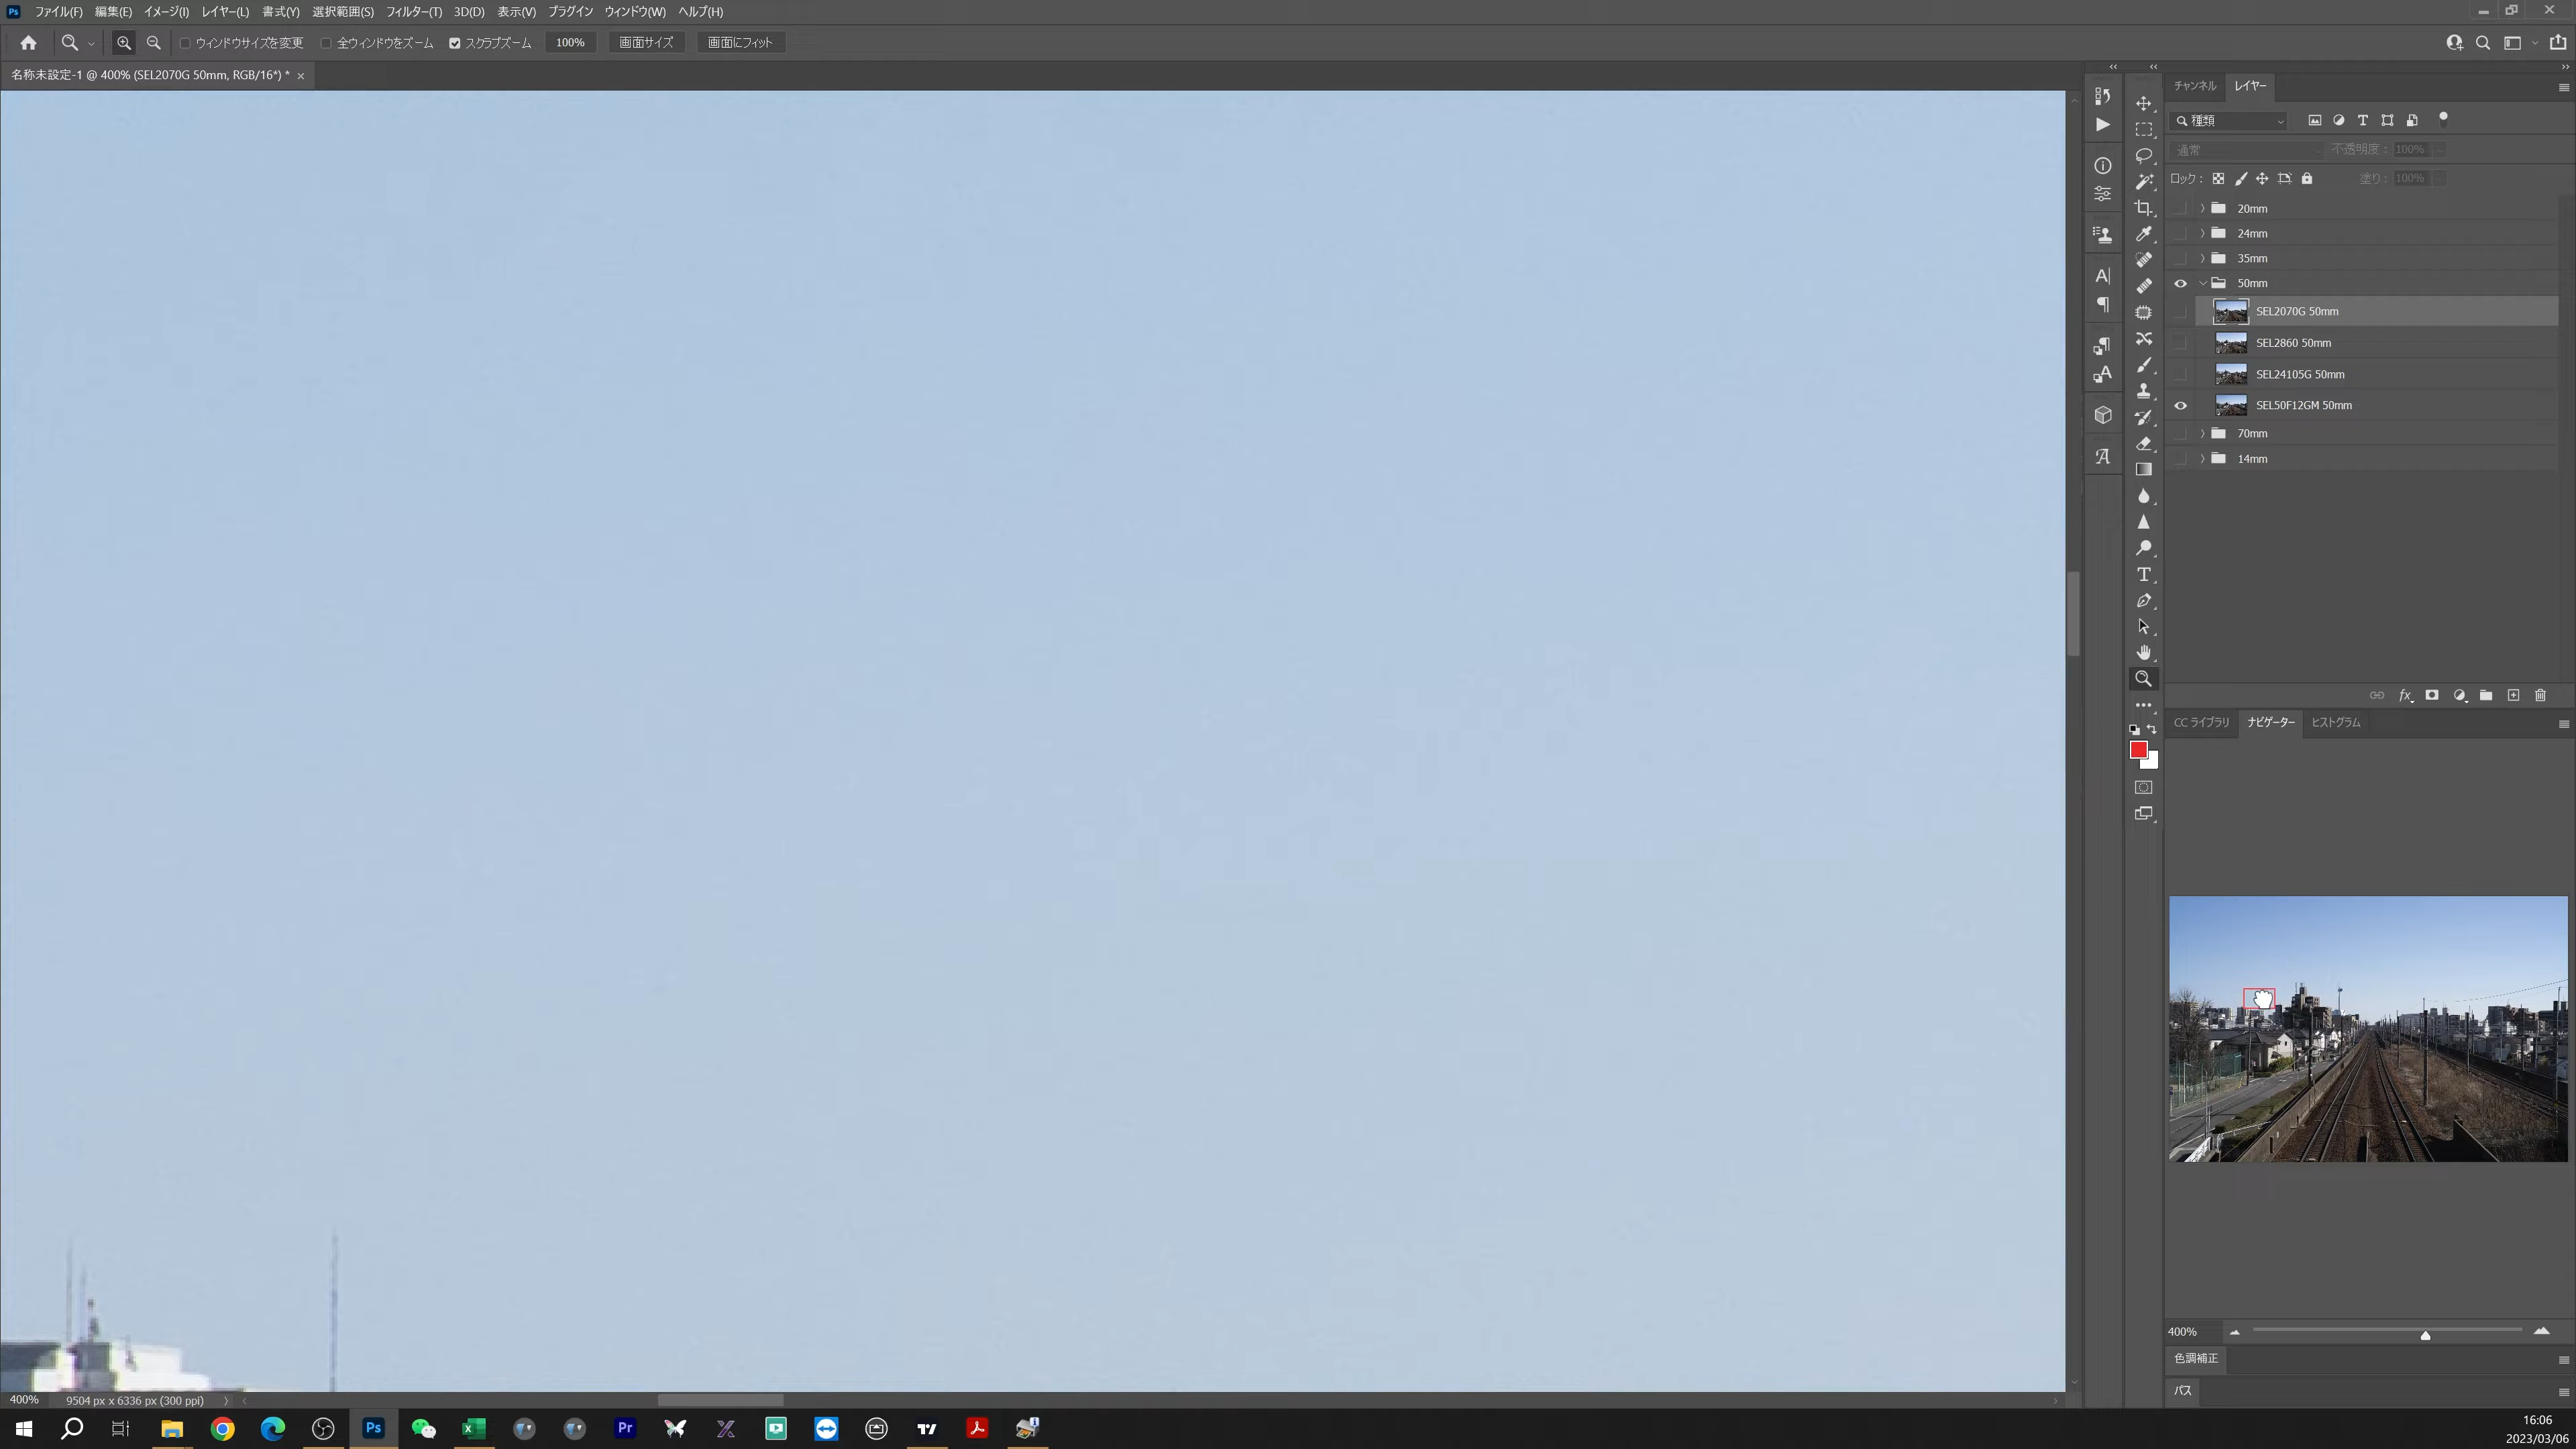 Ps ファイル(F) 編集(E) イメージ(I) レイヤー(L) 書式(Y) 選択範囲(S) フィルター(T) 3D(D) 表示(V) プラグイン ウィンドウ(W) ヘルプ(H)
ウィンドウサイズを変更 全ウィンドウをズーム スクラブズーム 100% 画面サイズ 画面にフィット
名称未設定-1 @ 400% (SEL2070G 50mm, RGB/16*) *
チャンネル レイヤー
種類
通常 不透明度: 100%
ロック: 塗り: 100%
20mm
24mm
35mm
50mm
SEL2070G 50mm
SEL2860 50mm
SEL24105G 50mm
SEL50F12GM 50mm
70mm
14mm
fx
CC ライブラリ ナビゲーター ヒストグラム
400%
色調補正
パス
400% 9504 px x 6336 px (300 ppi)
Ps Pr
16:06
2023/03/06